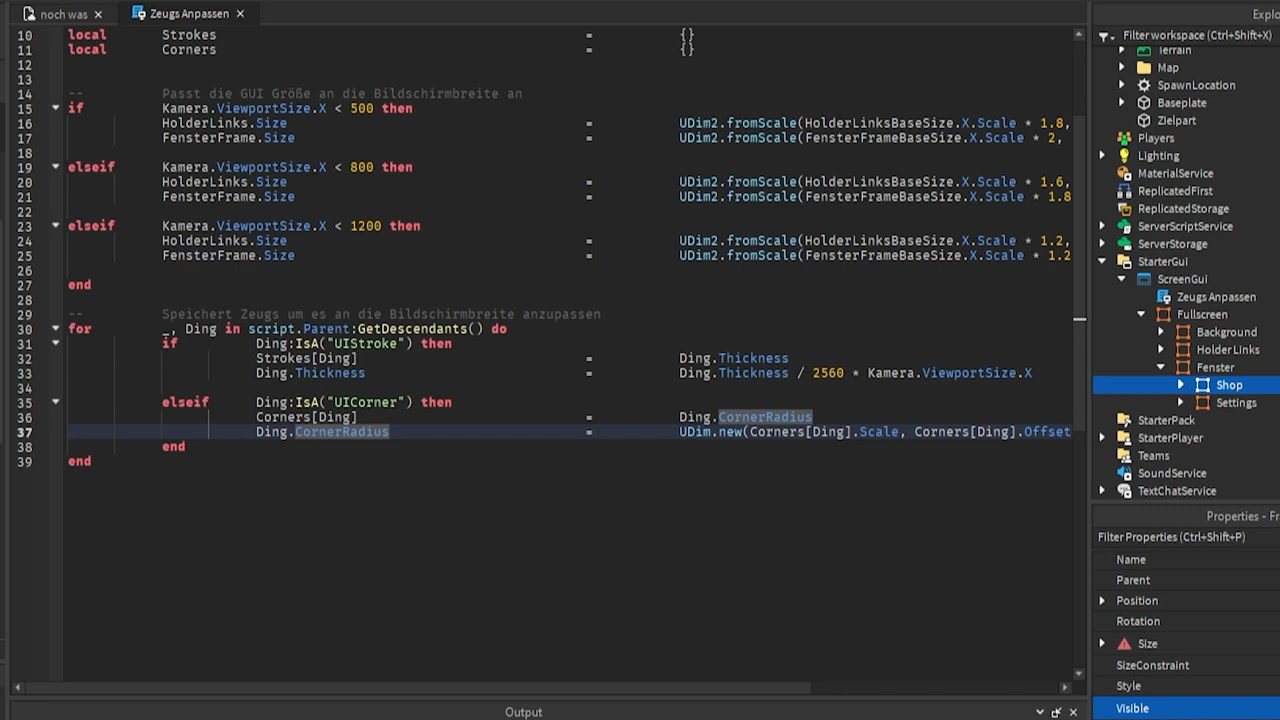 noch was
Zeugs Anpassen
Explo
10 local Strokes = {}
11 local Corners = {}
12
13
14 -- Passt die GUI Größe an die Bildschirmbreite an
15 if Kamera.ViewportSize.X < 500 then
16 HolderLinks.Size = UDim2.fromScale(HolderLinksBaseSize.X.Scale * 1.8,
17 FensterFrame.Size = UDim2.fromScale(FensterFrameBaseSize.X.Scale * 2,
18
19 elseif Kamera.ViewportSize.X < 800 then
20 HolderLinks.Size = UDim2.fromScale(HolderLinksBaseSize.X.Scale * 1.6,
21 FensterFrame.Size = UDim2.fromScale(FensterFrameBaseSize.X.Scale * 1.8
22
23 elseif Kamera.ViewportSize.X < 1200 then
24 HolderLinks.Size = UDim2.fromScale(HolderLinksBaseSize.X.Scale * 1.2,
25 FensterFrame.Size = UDim2.fromScale(FensterFrameBaseSize.X.Scale * 1.2
26
27 end
28
29 -- Speichert Zeugs um es an die Bildschirmbreite anzupassen
30 for _, Ding in script.Parent:GetDescendants() do
31 if Ding:IsA("UIStroke") then
32 Strokes[Ding] = Ding.Thickness
33 Ding.Thickness = Ding.Thickness / 2560 * Kamera.ViewportSize.X
34
35 elseif Ding:IsA("UICorner") then
36 Corners[Ding] = Ding.CornerRadius
37 Ding.CornerRadius = UDim.new(Corners[Ding].Scale, Corners[Ding].Offset
38 end
39 end
Output
Filter workspace (Ctrl+Shift+X)
Terrain
Map
SpawnLocation
Baseplate
Zielpart
Players
Lighting
MaterialService
ReplicatedFirst
ReplicatedStorage
ServerScriptService
ServerStorage
StarterGui
ScreenGui
Zeugs Anpassen
Fullscreen
Background
Holder Links
Fenster
Shop
Settings
StarterPack
StarterPlayer
Teams
SoundService
TextChatService
Properties - Fr
Filter Properties (Ctrl+Shift+P)
Name
Parent
Position
Rotation
Size
SizeConstraint
Style
Visible